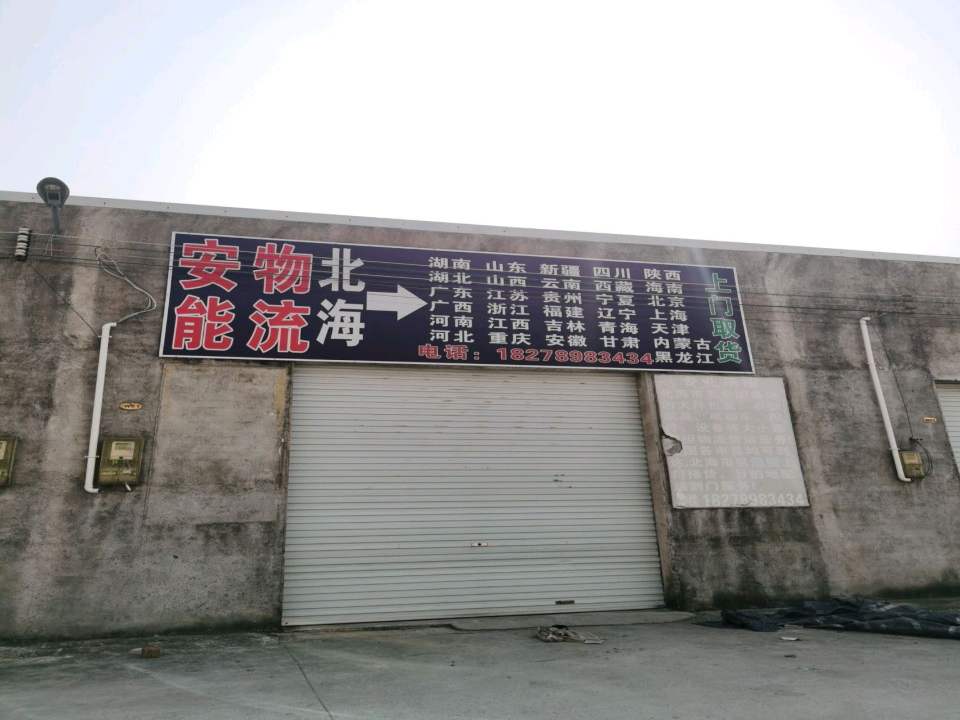 安物
能流
北海
湖南 山东 新疆 四川 陕西
湖北 山西 云南 西藏 海南
广东 江苏 贵州 宁夏 北京
广西 浙江 福建 辽宁 上海
河南 江西 吉林 青海 天津
河北 重庆 安徽 甘肃 内蒙古
电话：18278983434 黑龙江
上门取货
18278983434